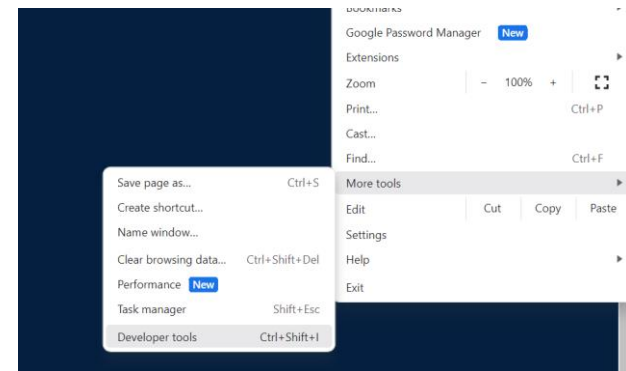 Bookmarks
Google Password Manager New
Extensions
Zoom - 100% +
Print... Ctrl+P
Cast...
Find... Ctrl+F
More tools
Edit Cut Copy Paste
Settings
Help
Exit
Save page as... Ctrl+S
Create shortcut...
Name window...
Clear browsing data... Ctrl+Shift+Del
Performance New
Task manager Shift+Esc
Developer tools Ctrl+Shift+I